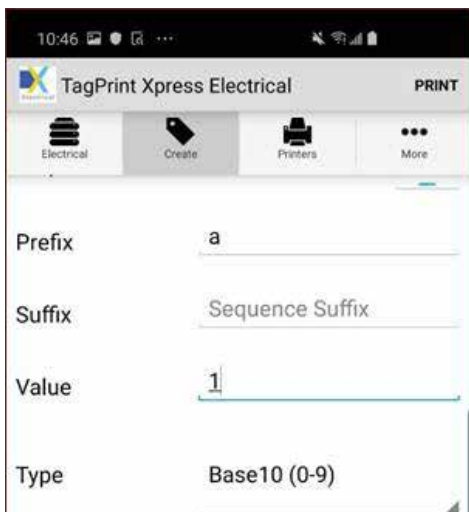 10:46
TagPrint Xpress Electrical PRINT
Electrical Create Printers More
Prefix a
Suffix Sequence Suffix
Value 1
Type Base10 (0-9)